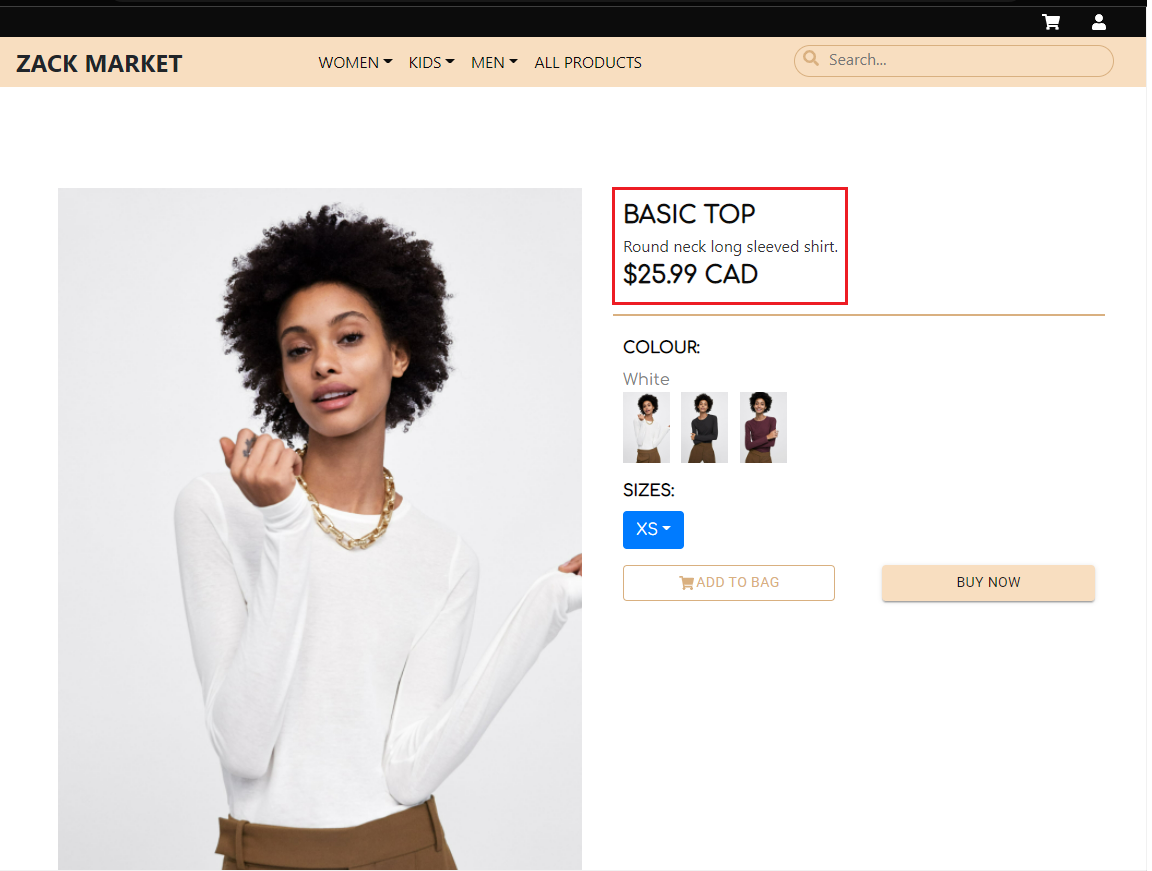 ZACK MARKET
WOMEN KIDS MEN ALL PRODUCTS
Search...
BASIC TOP
Round neck long sleeved shirt.
$25.99 CAD
COLOUR:
White
SIZES:
XS
ADD TO BAG
BUY NOW